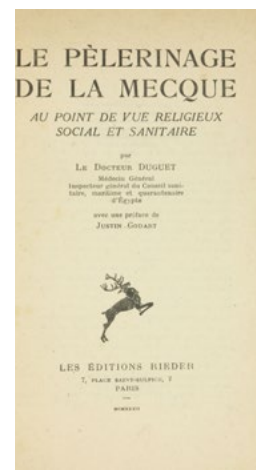 LE PÈLERINAGE
DE LA MECQUE
AU POINT DE VUE RELIGIEUX
SOCIAL ET SANITAIRE
par
LE DOCTEUR DUGUET
Médecin Général
Inspecteur général du Conseil sani-
taire, maritime et quarantenaire
d'Égypte
avec une préface de
JUSTIN GODART
LES ÉDITIONS RIEDER
7, PLACE SAINT-SULPICE, 7
PARIS